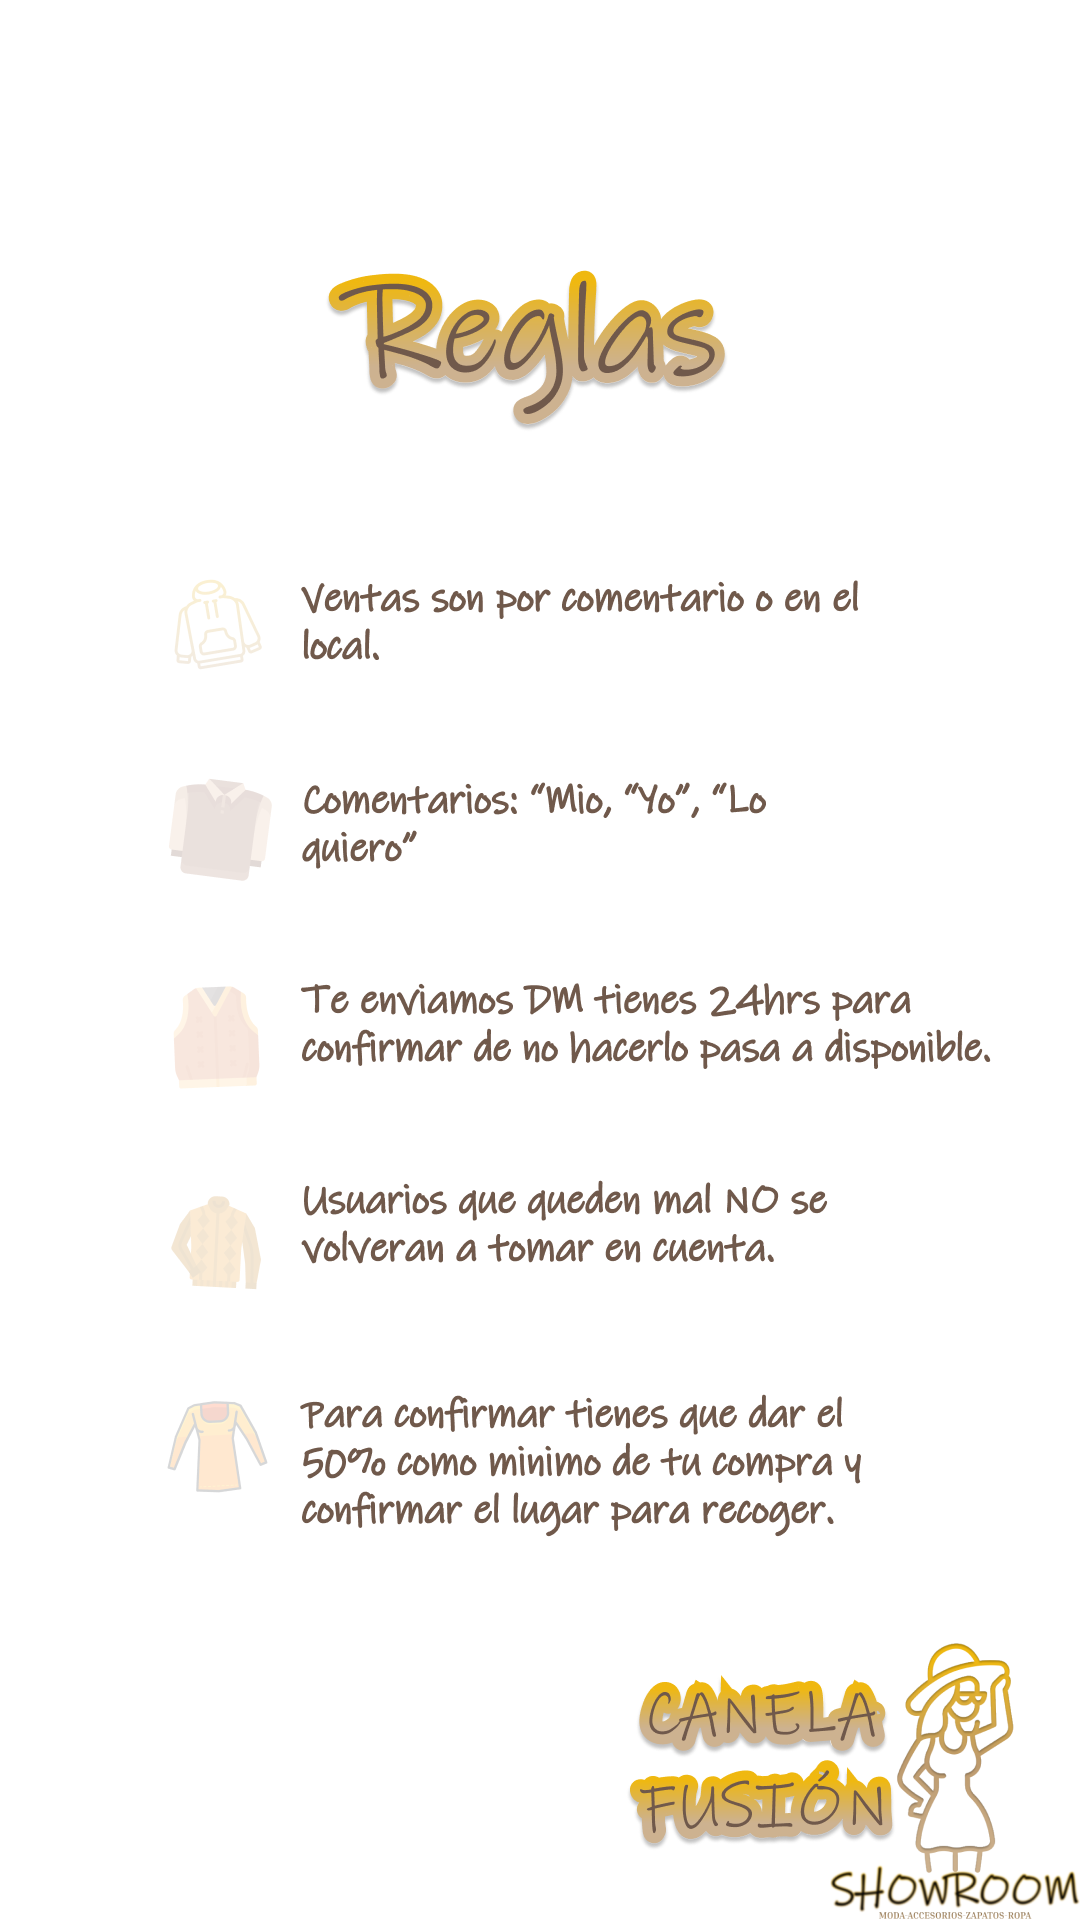 Reglas
Ventas son por comentario o en el
local.
Comentarios: “Mio, “Yo”, “Lo
quiero”
Te enviamos DM tienes 24hrs para
confirmar de no hacerlo pasa a disponible.
Usuarios que queden mal NO se
volveran a tomar en cuenta.
Para confirmar tienes que dar el
50% como minimo de tu compra y
confirmar el lugar para recoger.
CANELA
FUSIÓN
SHOWROOM
MODA-ACCESORIOS-ZAPATOS-ROPA